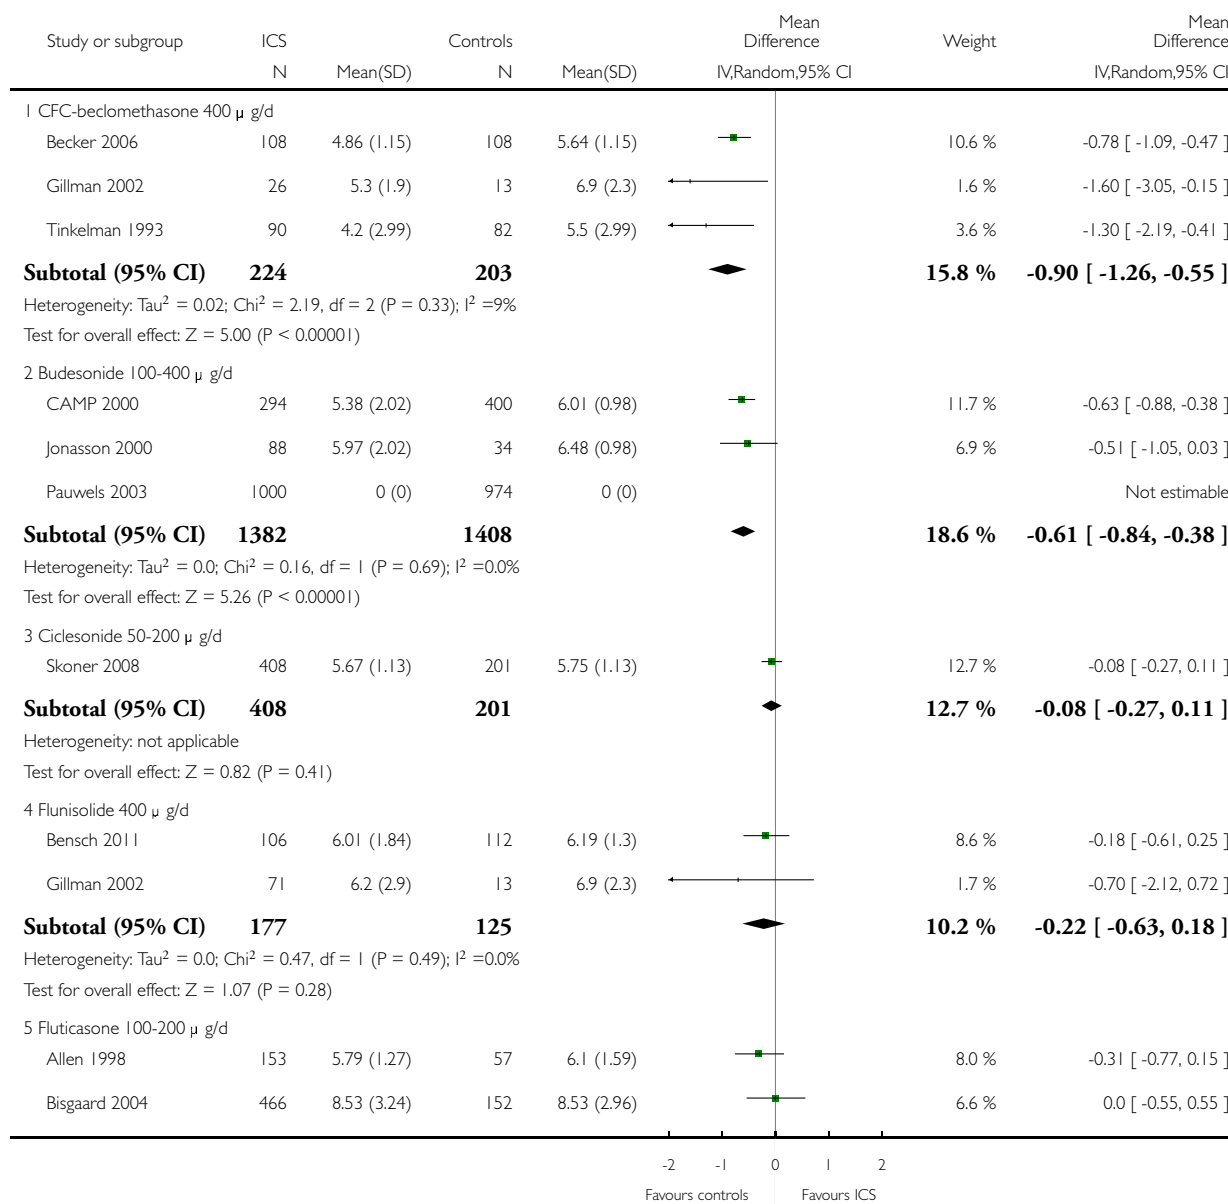 Study or subgroup ICS Controls Mean Difference Weight Mean Difference
N Mean(SD) N Mean(SD) IV,Random,95% CI IV,Random,95% CI
1 CFC-beclomethasone 400 μ g/d
Becker 2006 108 4.86 (1.15) 108 5.64 (1.15) 10.6 % -0.78 [ -1.09, -0.47 ]
Gillman 2002 26 5.3 (1.9) 13 6.9 (2.3) 1.6 % -1.60 [ -3.05, -0.15 ]
Tinkelman 1993 90 4.2 (2.99) 82 5.5 (2.99) 3.6 % -1.30 [ -2.19, -0.41 ]
Subtotal (95% CI) 224 203 15.8 % -0.90 [ -1.26, -0.55 ]
Heterogeneity: Tau² = 0.02; Chi² = 2.19, df = 2 (P = 0.33); I² =9%
Test for overall effect: Z = 5.00 (P < 0.00001)
2 Budesonide 100-400 μ g/d
CAMP 2000 294 5.38 (2.02) 400 6.01 (0.98) 11.7 % -0.63 [ -0.88, -0.38 ]
Jonasson 2000 88 5.97 (2.02) 34 6.48 (0.98) 6.9 % -0.51 [ -1.05, 0.03 ]
Pauwels 2003 1000 0 (0) 974 0 (0) Not estimable
Subtotal (95% CI) 1382 1408 18.6 % -0.61 [ -0.84, -0.38 ]
Heterogeneity: Tau² = 0.0; Chi² = 0.16, df = 1 (P = 0.69); I² =0.0%
Test for overall effect: Z = 5.26 (P < 0.00001)
3 Ciclesonide 50-200 μ g/d
Skoner 2008 408 5.67 (1.13) 201 5.75 (1.13) 12.7 % -0.08 [ -0.27, 0.11 ]
Subtotal (95% CI) 408 201 12.7 % -0.08 [ -0.27, 0.11 ]
Heterogeneity: not applicable
Test for overall effect: Z = 0.82 (P = 0.41)
4 Flunisolide 400 μ g/d
Bensch 2011 106 6.01 (1.84) 112 6.19 (1.3) 8.6 % -0.18 [ -0.61, 0.25 ]
Gillman 2002 71 6.2 (2.9) 13 6.9 (2.3) 1.7 % -0.70 [ -2.12, 0.72 ]
Subtotal (95% CI) 177 125 10.2 % -0.22 [ -0.63, 0.18 ]
Heterogeneity: Tau² = 0.0; Chi² = 0.47, df = 1 (P = 0.49); I² =0.0%
Test for overall effect: Z = 1.07 (P = 0.28)
5 Fluticasone 100-200 μ g/d
Allen 1998 153 5.79 (1.27) 57 6.1 (1.59) 8.0 % -0.31 [ -0.77, 0.15 ]
Bisgaard 2004 466 8.53 (3.24) 152 8.53 (2.96) 6.6 % 0.0 [ -0.55, 0.55 ]
-2 -1 0 1 2
Favours controls Favours ICS